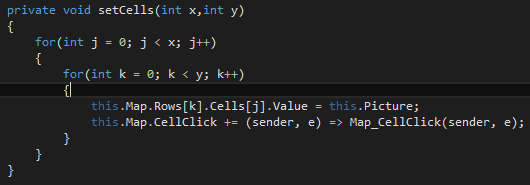 private void setCells(int x,int y)
{
for(int j = 0; j < x; j++)
{
for(int k = 0; k < y; k++)
{
this.Map.Rows[k].Cells[j].Value = this.Picture;
this.Map.CellClick += (sender, e) => Map_CellClick(sender, e);
}
}
}